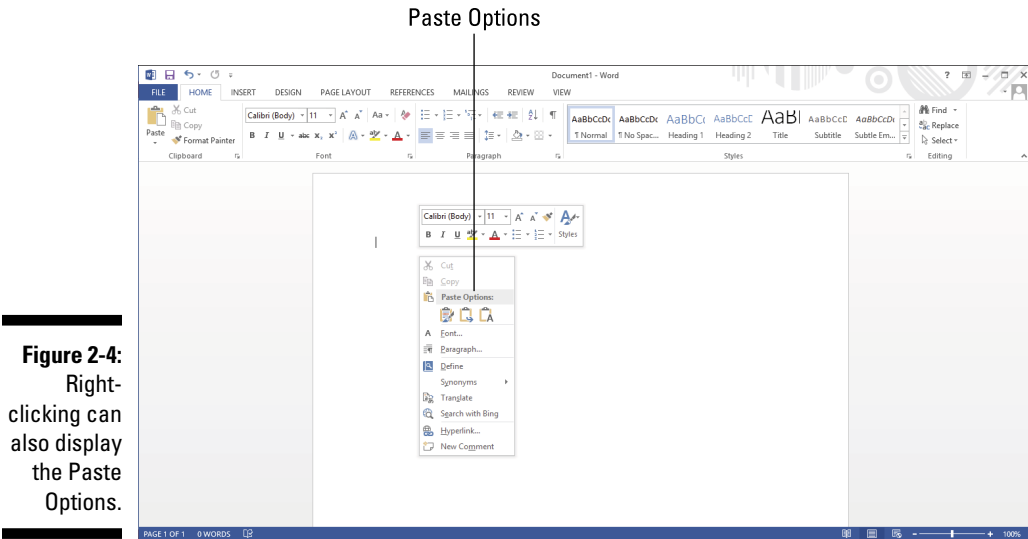 Paste Options
Document1 - Word
FILE HOME INSERT DESIGN PAGE LAYOUT REFERENCES MAILINGS REVIEW VIEW
Cut
Copy
Format Painter
Paste
Calibri (Body) 11
Aa
B I U abc x₂ x² A A
AaBbCcDc AaBbCcDc AaBbCc AaBbCcC AaBl AaBbCcC AaBbCcDc
¶ Normal ¶ No Spac... Heading 1 Heading 2 Title Subtitle Subtle Em...
Find
Replace
Select
Clipboard Font Paragraph Styles Editing
Calibri (Body) 11 A A
B I U A Styles
Cut
Copy
Paste Options:
A Font...
Paragraph...
Define
Synonyms
Translate
Search with Bing
Hyperlink...
New Comment
Figure 2-4:
Right-
clicking can
also display
the Paste
Options.
PAGE 1 OF 1 0 WORDS 100%